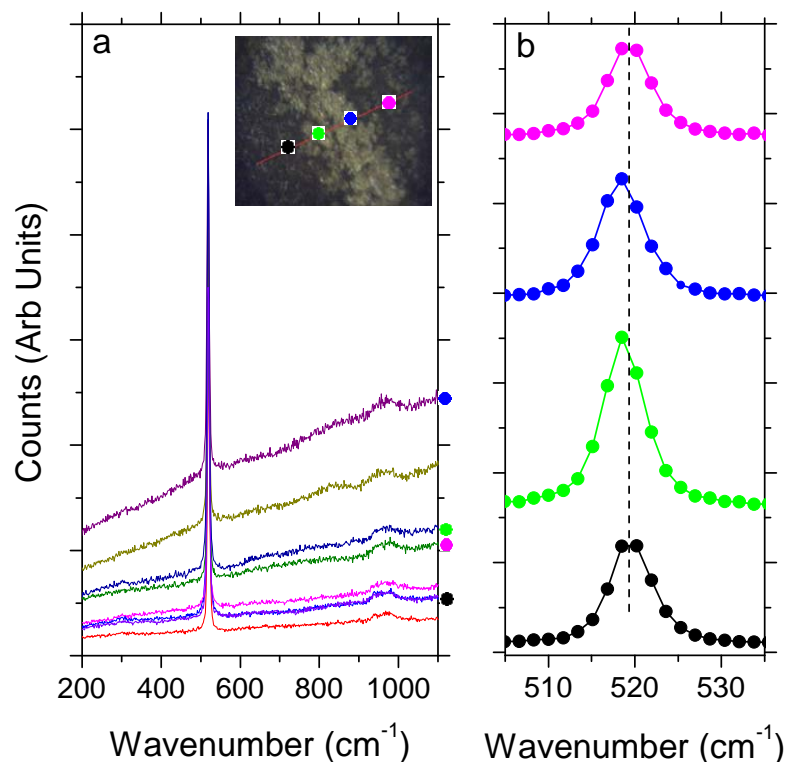 a
b
Counts (Arb Units)
200 400 600 800 1000
510 520 530
Wavenumber (cm⁻¹)
Wavenumber (cm⁻¹)